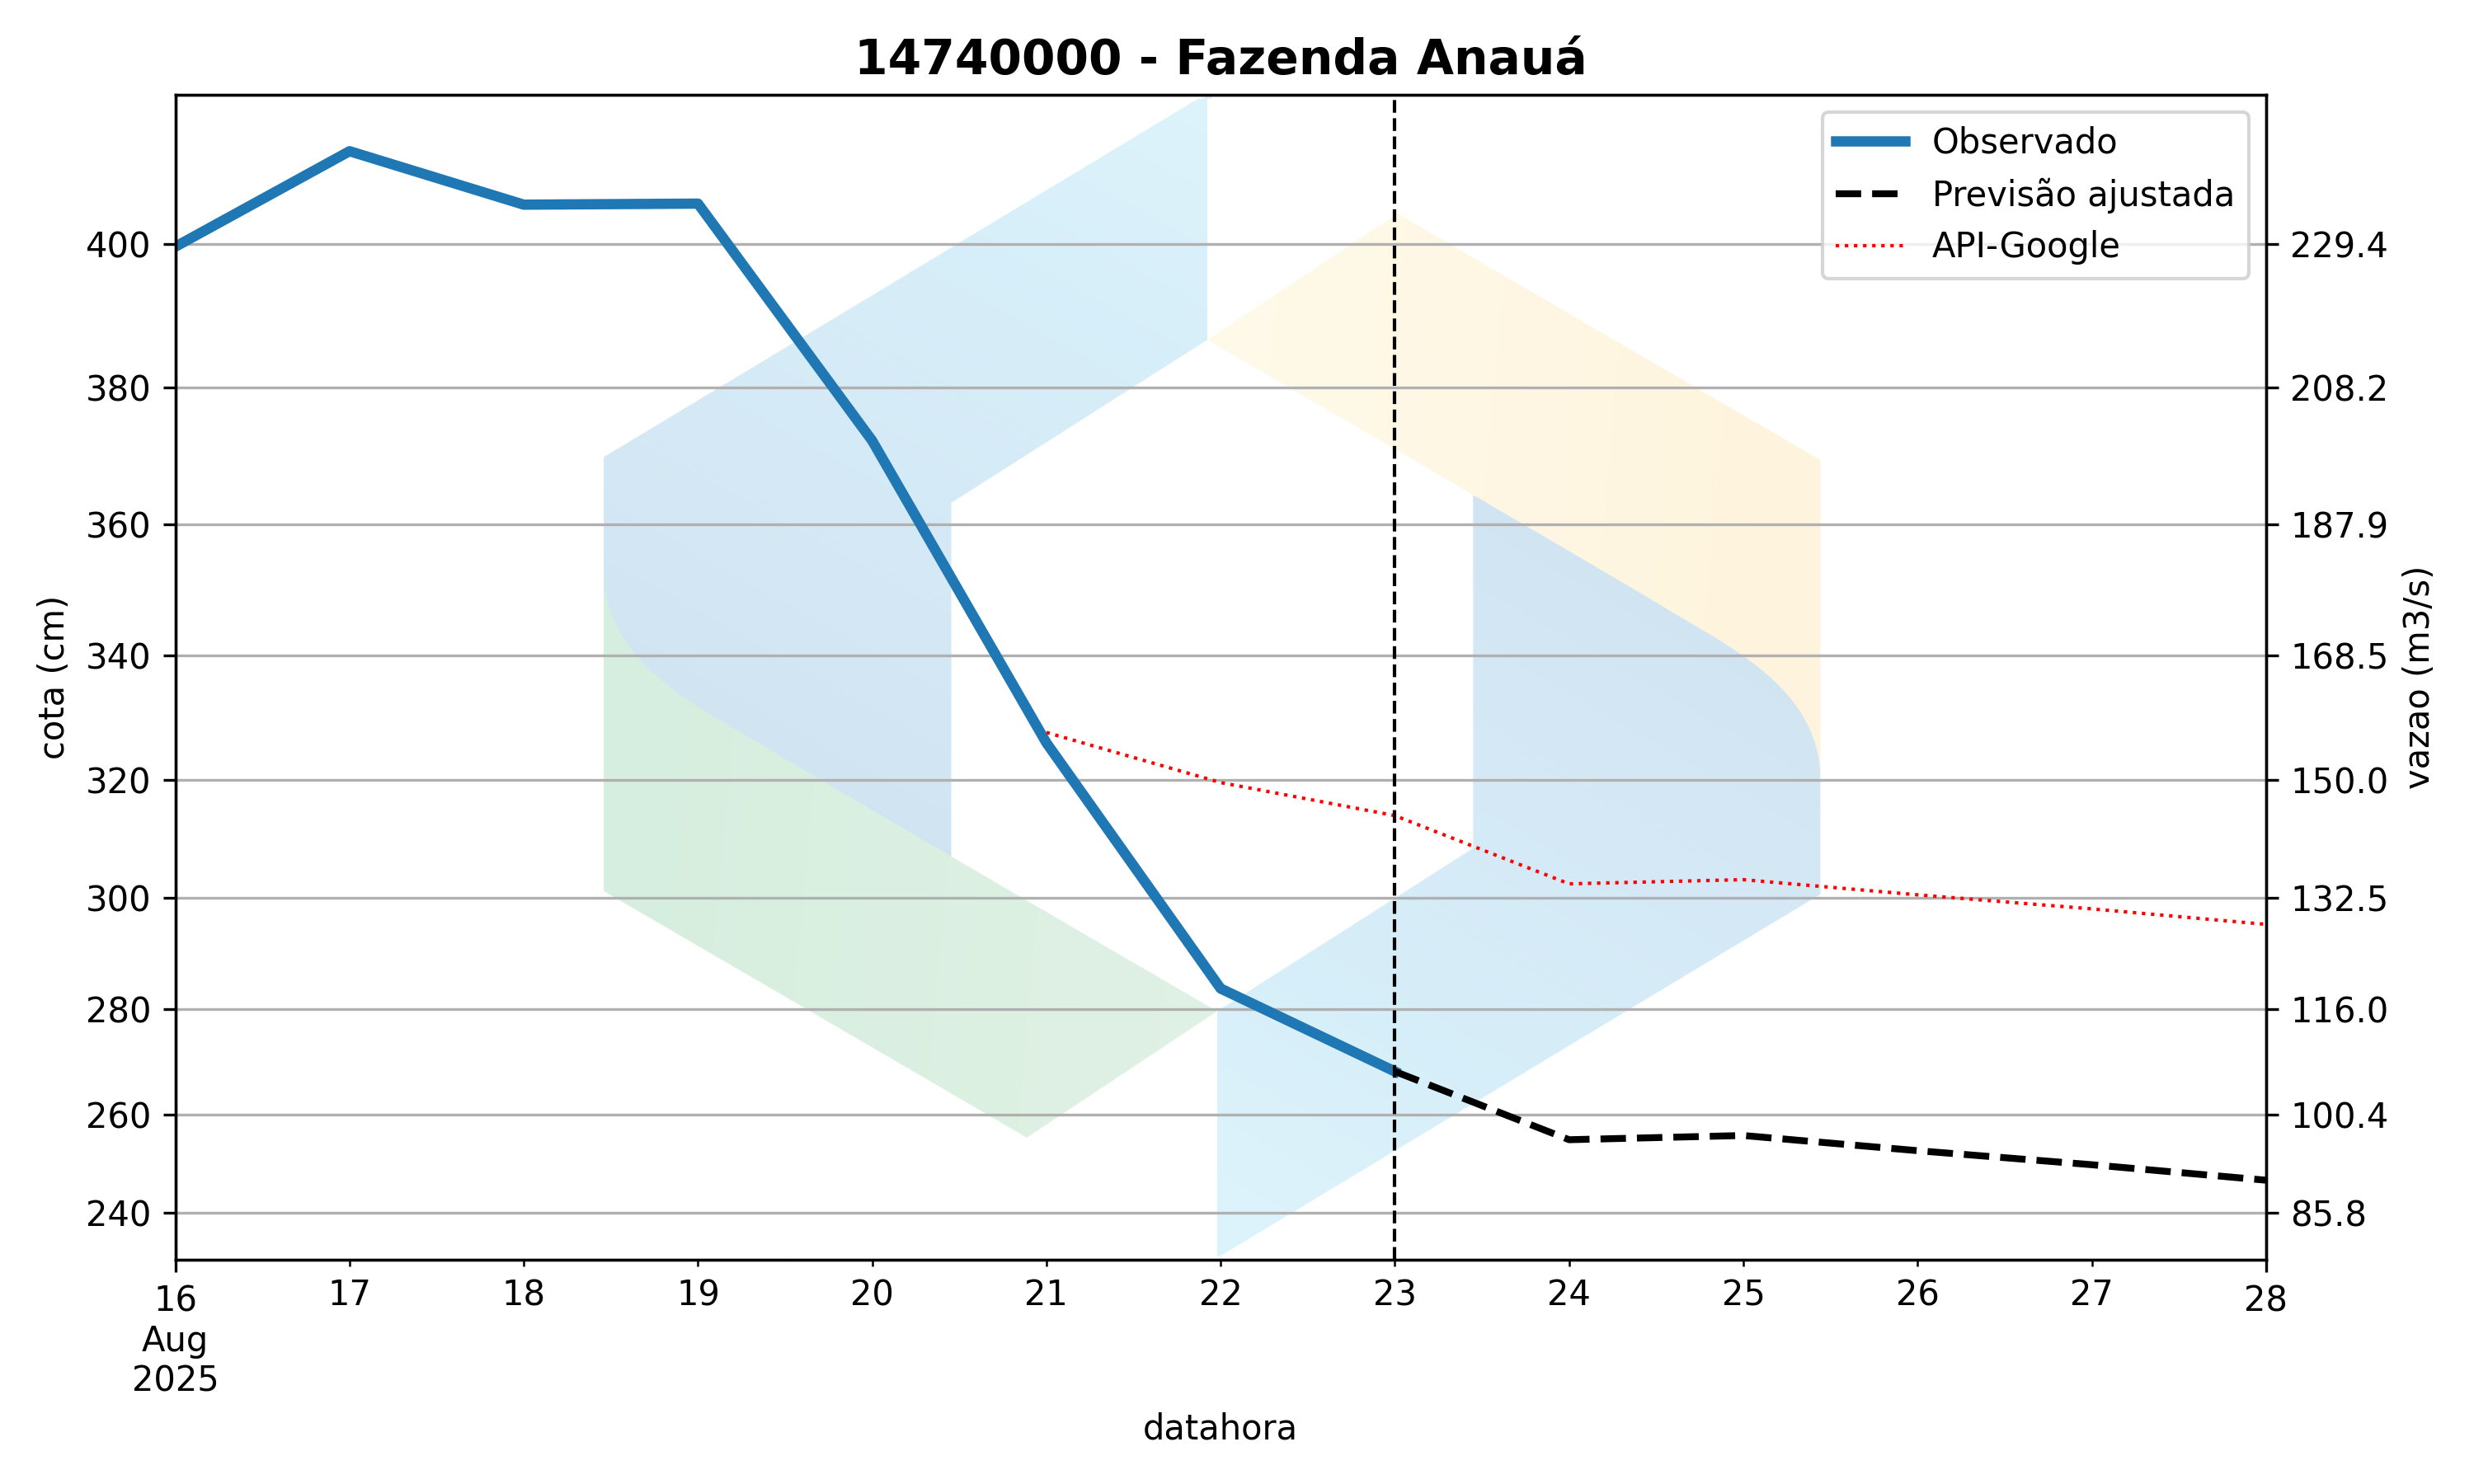 14740000 - Fazenda Anauá
Observado
Previsão ajustada
API-Google
cota (cm)
400
380
360
340
320
300
280
260
240
229.4
208.2
187.9
168.5
150.0
132.5
116.0
100.4
85.8
vazao (m3/s)
16 17 18 19 20 21 22 23 24 25 26 27 28
Aug
2025
datahora